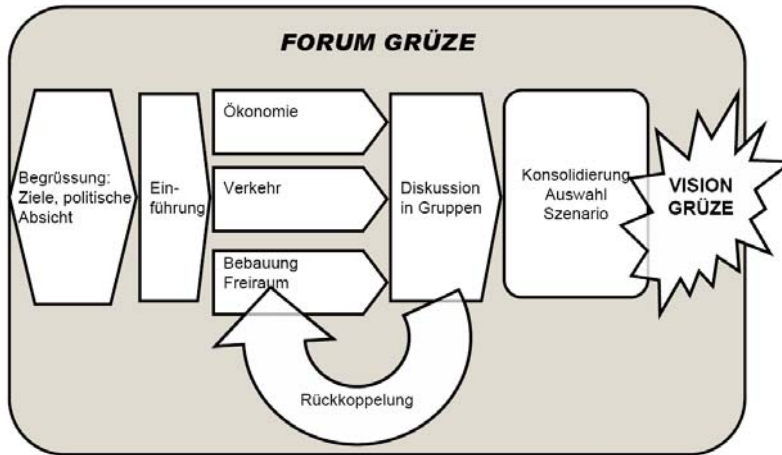 FORUM GRÜZE
Begrüssung:
Ziele, politische
Absicht
Ein-
führung
Ökonomie
Verkehr
Bebauung
Freiraum
Diskussion
in Gruppen
Konsolidierung
Auswahl
Szenario
VISION
GRÜZE
Rückkoppelung